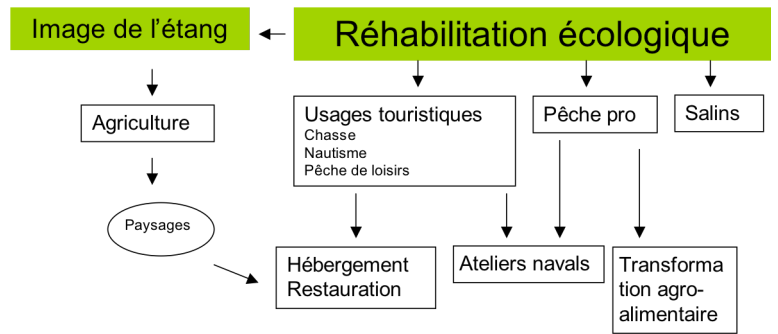 Image de l'étang
Réhabilitation écologique
Agriculture
Usages touristiques
Chasse
Nautisme
Pêche de loisirs
Pêche pro
Salins
Paysages
Hébergement
Restauration
Ateliers navals
Transforma
tion agro-
alimentaire